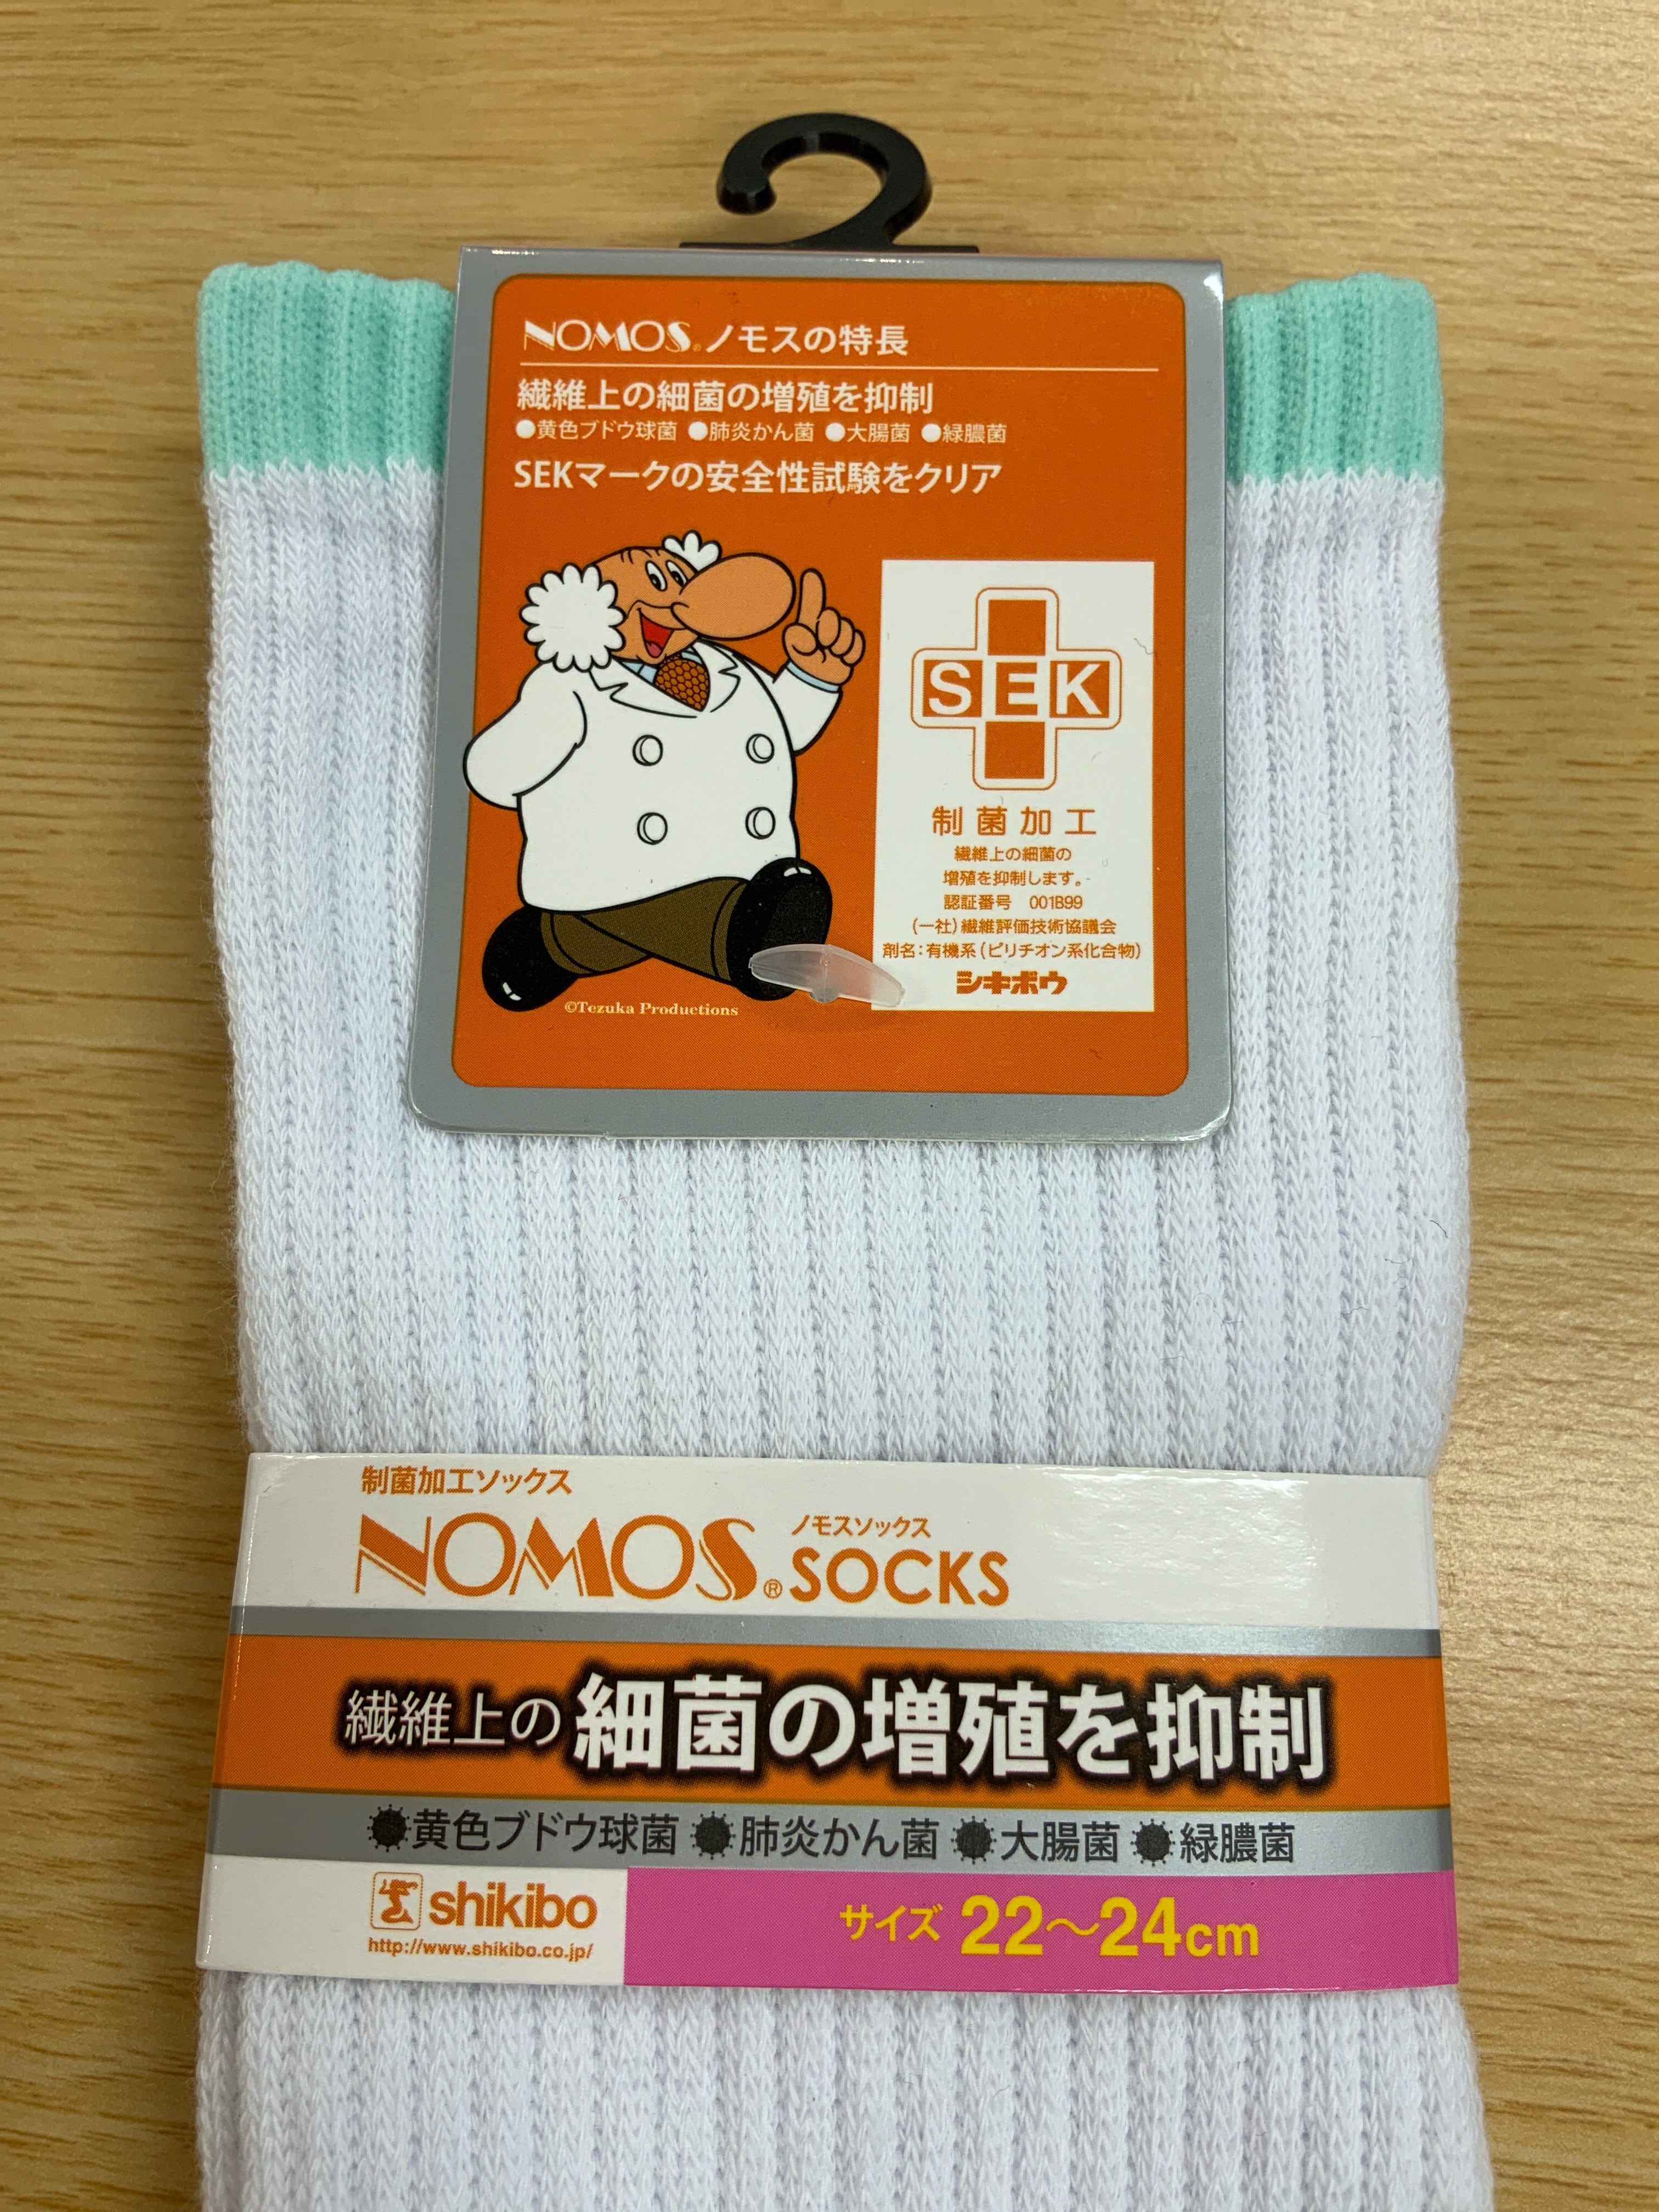 NOMOS®ノモスの特長
繊維上の細菌の増殖を抑制
●黄色ブドウ球菌 ●肺炎かん菌 ●大腸菌 ●緑膿菌
SEKマークの安全性試験をクリア
SEK
制菌加工
繊維上の細菌の
増殖を抑制します。
認証番号 001B99
(一社)繊維評価技術協議会
剤名:有機系(ピリチオン系化合物)
シキボウ
©Tezuka Productions
制菌加工ソックス
ノモスソックス
NOMOS®SOCKS
繊維上の細菌の増殖を抑制
黄色ブドウ球菌 肺炎かん菌 大腸菌 緑膿菌
shikibo
http://www.shikibo.co.jp/
サイズ 22〜24cm